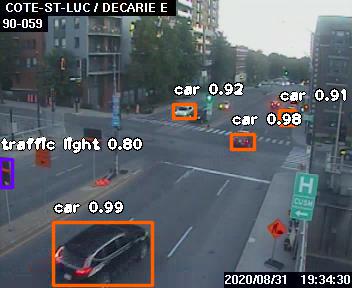 COTE-ST-LUC / DECARIE E
90-059
car 0.92
car 0.91
car 0.98
traffic light 0.80
H
CUSM
car 0.99
2020/08/31 19:34:30